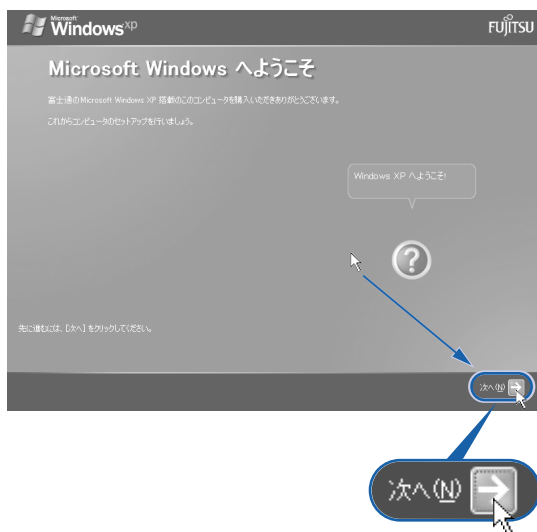 Microsoft
Windows xp
FUJITSU
Microsoft Windows へようこそ
富士通のMicrosoft Windows XP 搭載のこのコンピュータを購入いただきありがとうございます。
これからコンピュータのセットアップを行いましょう。
Windows XP へようこそ!
?
先に進むには、[次へ] をクリックしてください。
次へ(N)
次へ(N)